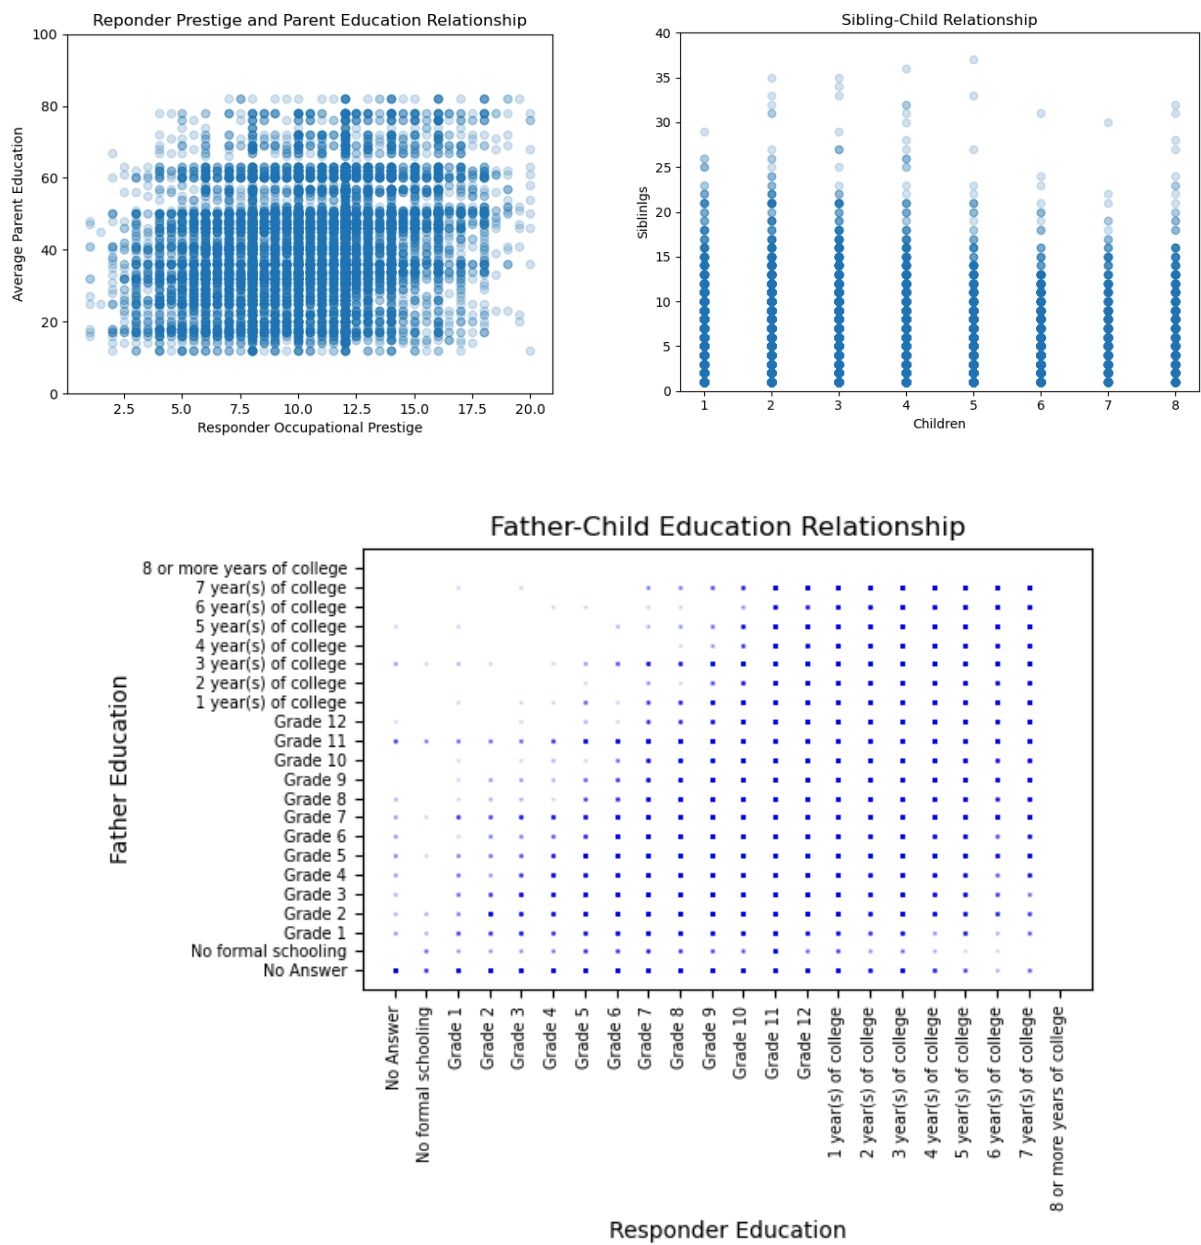 Reponder Prestige and Parent Education Relationship
100
80
60
40
20
0
Average Parent Education
2.5 5.0 7.5 10.0 12.5 15.0 17.5 20.0
Responder Occupational Prestige
Sibling-Child Relationship
40
35
30
25
20
15
10
5
0
Siblinlgs
1 2 3 4 5 6 7 8
Children
Father-Child Education Relationship
8 or more years of college
7 year(s) of college
6 year(s) of college
5 year(s) of college
4 year(s) of college
3 year(s) of college
2 year(s) of college
1 year(s) of college
Grade 12
Grade 11
Grade 10
Grade 9
Grade 8
Grade 7
Grade 6
Grade 5
Grade 4
Grade 3
Grade 2
Grade 1
No formal schooling
No Answer
Father Education
No Answer
No formal schooling
Grade 1
Grade 2
Grade 3
Grade 4
Grade 5
Grade 6
Grade 7
Grade 8
Grade 9
Grade 10
Grade 11
Grade 12
1 year(s) of college
2 year(s) of college
3 year(s) of college
4 year(s) of college
5 year(s) of college
6 year(s) of college
7 year(s) of college
8 or more years of college
Responder Education